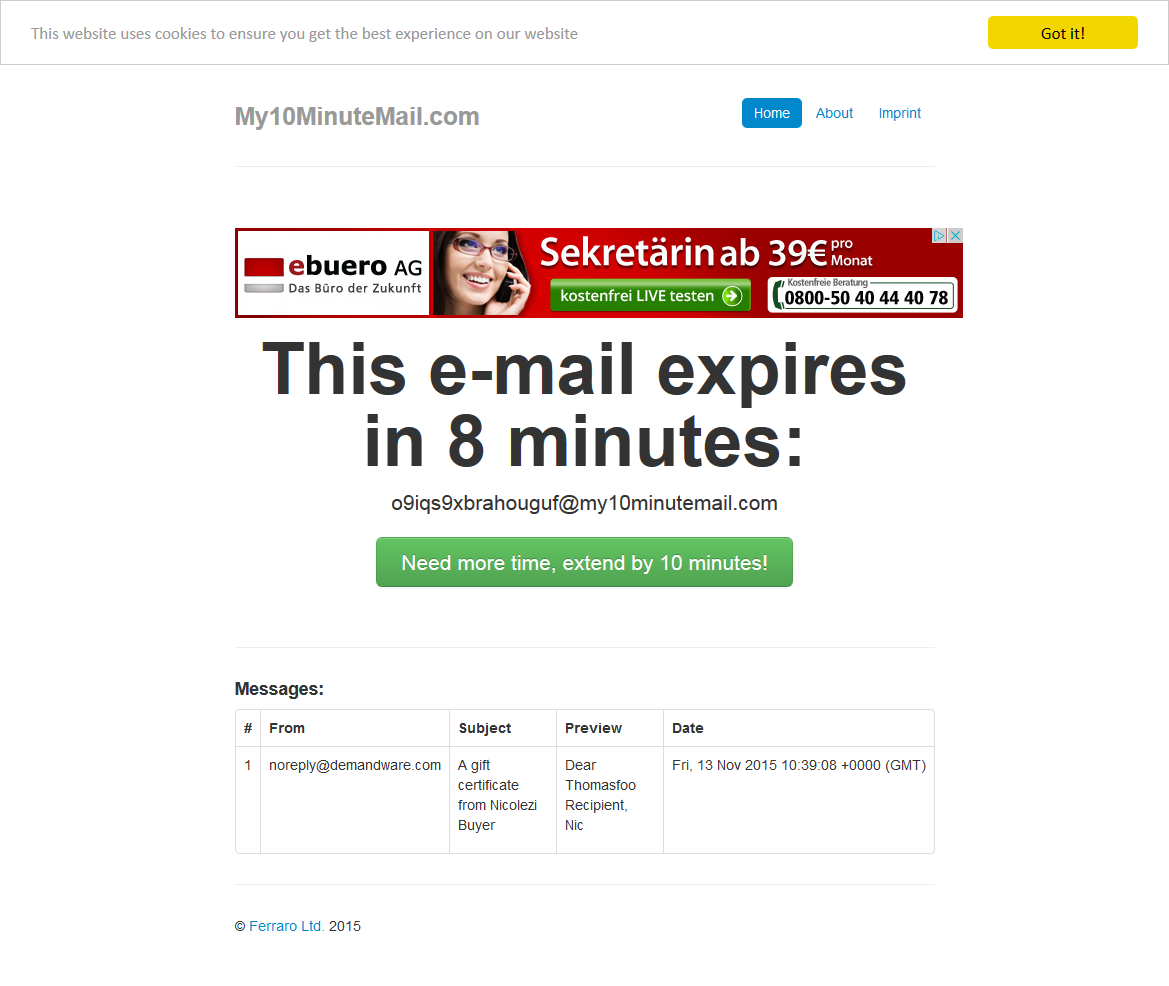 This website uses cookies to ensure you get the best experience on our website
Got it!
My10MinuteMail.com
Home About Imprint
ebuero AG
Das Büro der Zukunft
Sekretärin ab 39€ pro Monat
kostenfrei LIVE testen
Kostenfreie Beratung
0800-50 40 44 40 78
This e-mail expires
in 8 minutes:
o9iqs9xbrahouguf@my10minutemail.com
Need more time, extend by 10 minutes!
Messages:
# From Subject Preview Date
1 noreply@demandware.com A gift Dear Fri, 13 Nov 2015 10:39:08 +0000 (GMT)
certificate Thomasfoo
from Nicolezi Recipient,
Buyer Nic
© Ferraro Ltd. 2015